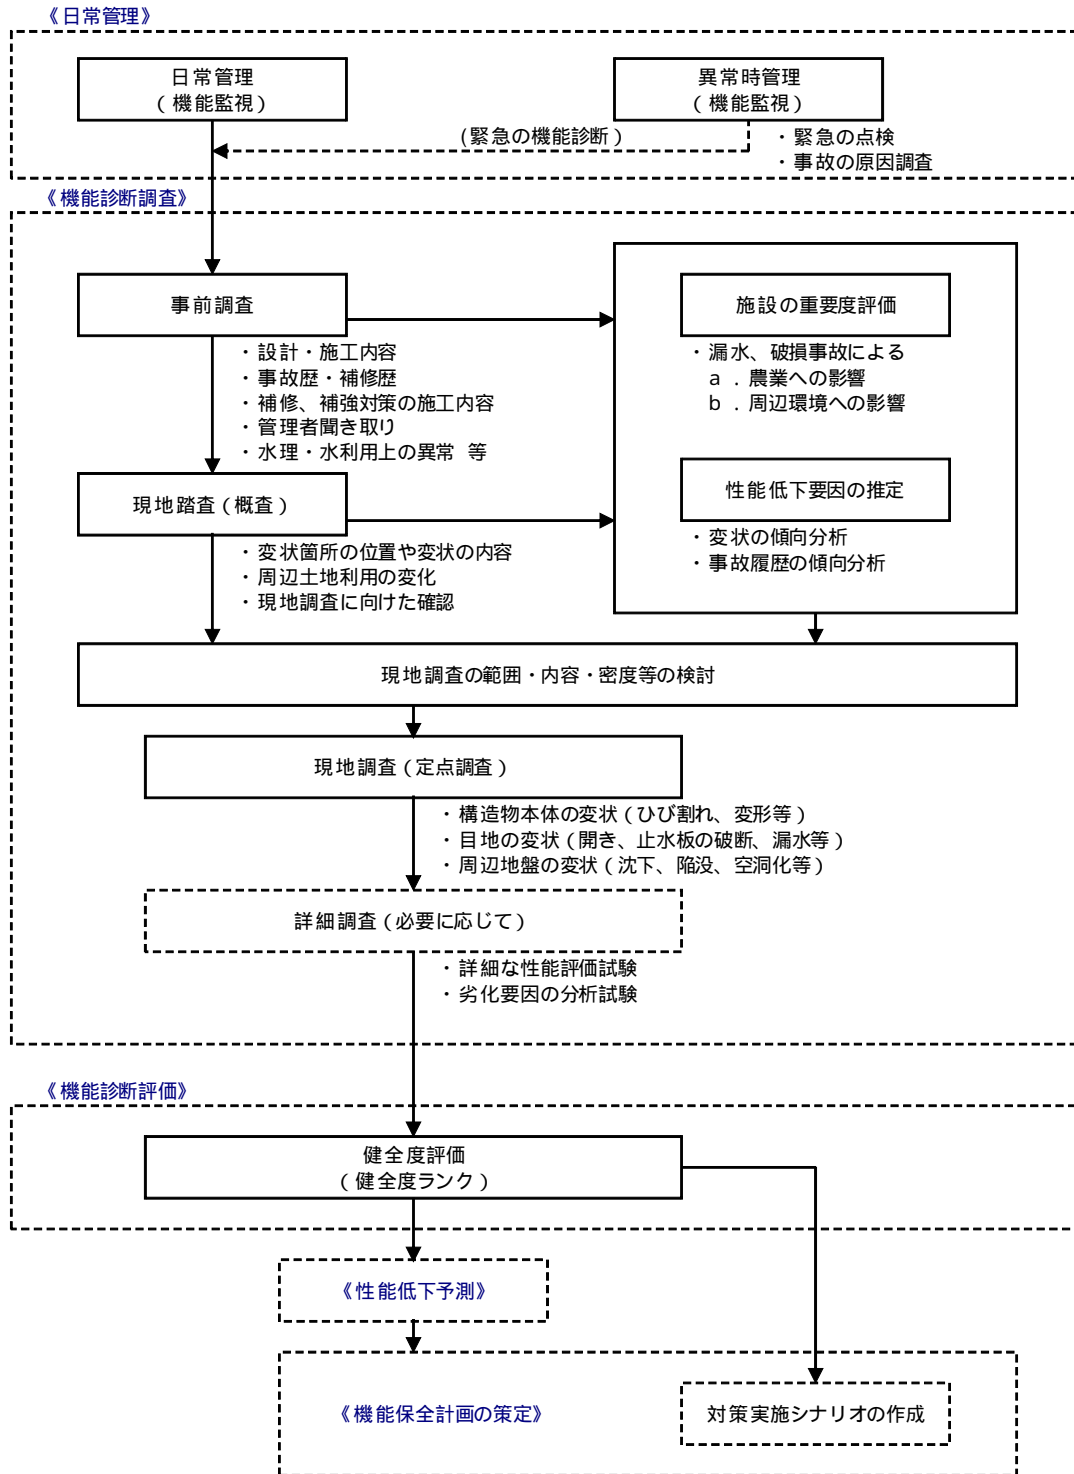 《日常管理》
日常管理
（機能監視）
異常時管理
（機能監視）
(緊急の機能診断）
・緊急の点検
・事故の原因調査
《機能診断調査》
事前調査
・設計・施工内容
・事故歴・補修歴
・補修、補強対策の施工内容
・管理者聞き取り
・水理・水利用上の異常 等
施設の重要度評価
・漏水、破損事故による
ａ．農業への影響
ｂ．周辺環境への影響
現地踏査（概査）
・変状箇所の位置や変状の内容
・周辺土地利用の変化
・現地調査に向けた確認
性能低下要因の推定
・変状の傾向分析
・事故履歴の傾向分析
現地調査の範囲・内容・密度等の検討
現地調査（定点調査）
・構造物本体の変状（ひび割れ、変形等）
・目地の変状（開き、止水板の破断、漏水等）
・周辺地盤の変状（沈下、陥没、空洞化等）
詳細調査（必要に応じて）
・詳細な性能評価試験
・劣化要因の分析試験
《機能診断評価》
健全度評価
（健全度ランク）
《性能低下予測》
《機能保全計画の策定》
対策実施シナリオの作成